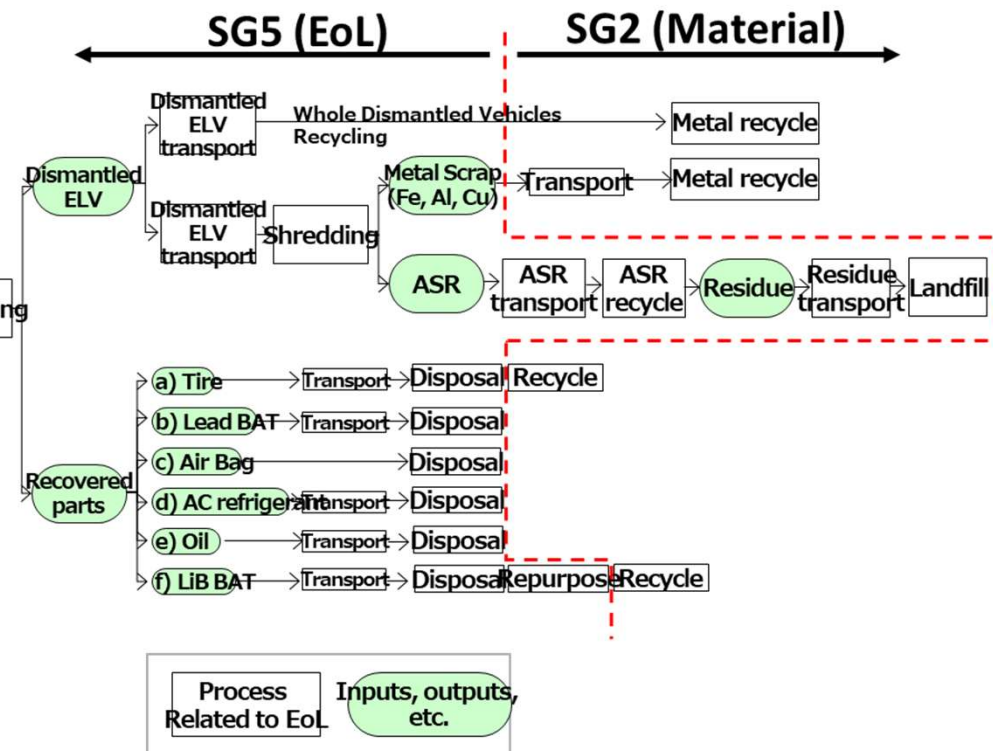 SG5 (EoL)
SG2 (Material)
Dismantled
ELV
transport
Whole Dismantled Vehicles
Recycling
Metal recycle
Dismantled
ELV
Metal Scrap
(Fe, Al, Cu)
Transport
Metal recycle
Dismantled
ELV
transport
Shredding
ASR
ASR
transport
ASR
recycle
Residue
Residue
transport
Landfill
ng
a) Tire
Transport
Disposal
Recycle
b) Lead BAT
Transport
Disposal
c) Air Bag
Disposal
Recovered
parts
d) AC refrigerant
Transport
Disposal
e) Oil
Transport
Disposal
f) LiB BAT
Transport
Disposal
Repurpose
Recycle
Process
Related to EoL
Inputs, outputs,
etc.